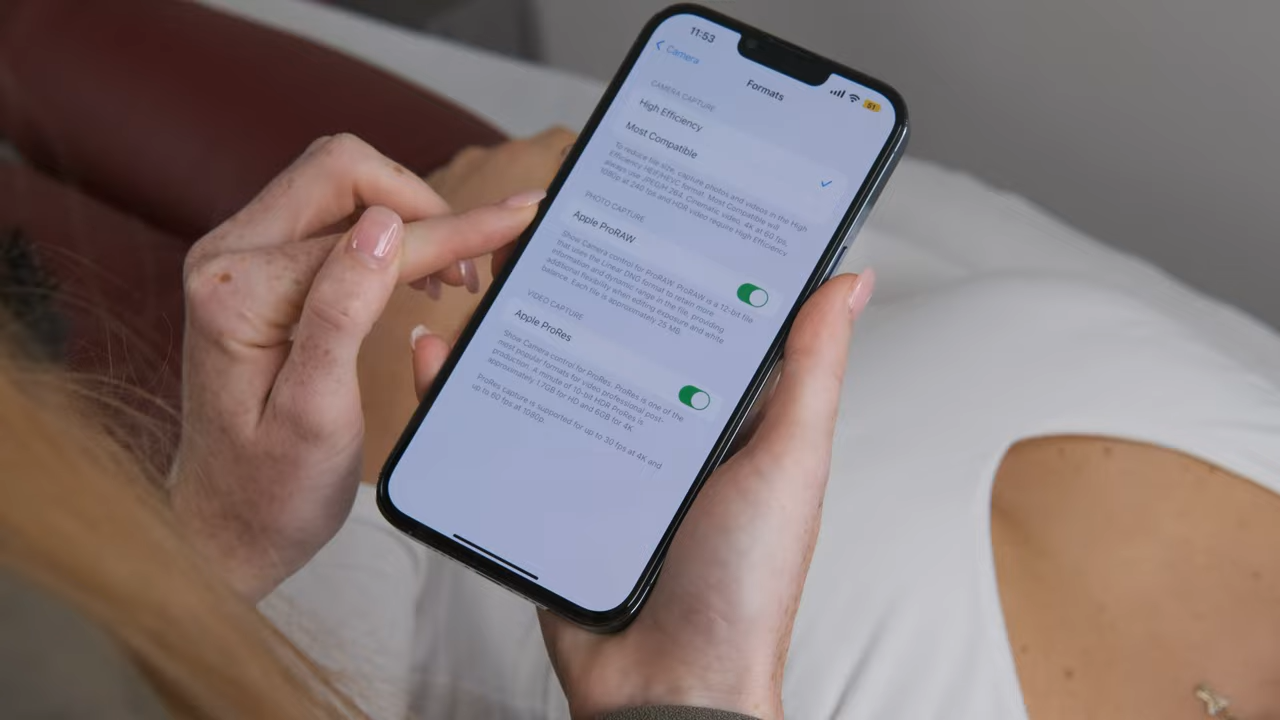 11:53
51
Camera
Formats
CAMERA CAPTURE
High Efficiency
Most Compatible
To reduce file size, capture photos and videos in the High
Efficiency HEIF/HEVC format. Most Compatible will
always use JPEG/H.264. Cinematic video, 4K at 60 fps,
1080p at 240 fps and HDR video require High Efficiency.
PHOTO CAPTURE
Apple ProRAW
Show Camera control for ProRAW. ProRAW is a 12-bit file
that uses the Linear DNG format to retain more
information and dynamic range in the file, providing
additional flexibility when editing exposure and white
balance. Each file is approximately 25 MB.
VIDEO CAPTURE
Apple ProRes
Show Camera control for ProRes. ProRes is one of the
most popular formats for video professional post-
production. A minute of 10-bit HDR ProRes is
approximately 1.7GB for HD and 6GB for 4K.
ProRes capture is supported for up to 30 fps at 4K and
up to 60 fps at 1080p.